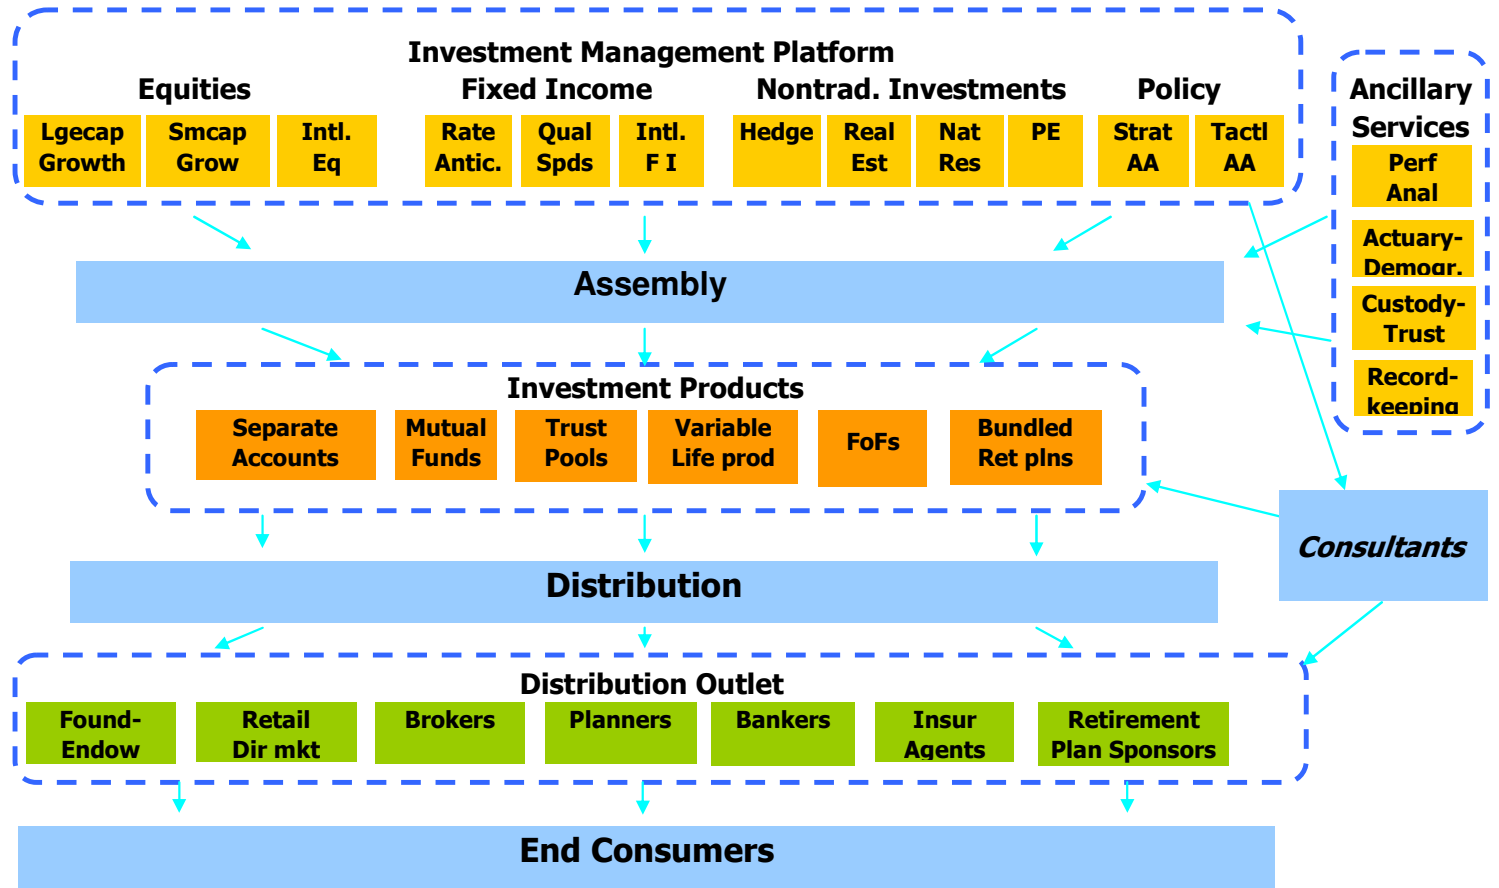 Investment Management Platform
Equities
Fixed Income
Nontrad. Investments
Policy
Lgecap
Growth
Smcap
Grow
Intl.
Eq
Rate
Antic.
Qual
Spds
Intl.
F I
Hedge
Real
Est
Nat
Res
PE
Strat
AA
Tactl
AA
Ancillary
Services
Perf
Anal
Actuary-
Demogr.
Custody-
Trust
Record-
keeping
Assembly
Investment Products
Separate
Accounts
Mutual
Funds
Trust
Pools
Variable
Life prod
FoFs
Bundled
Ret plns
Consultants
Distribution
Distribution Outlet
Found-
Endow
Retail
Dir mkt
Brokers
Planners
Bankers
Insur
Agents
Retirement
Plan Sponsors
End Consumers